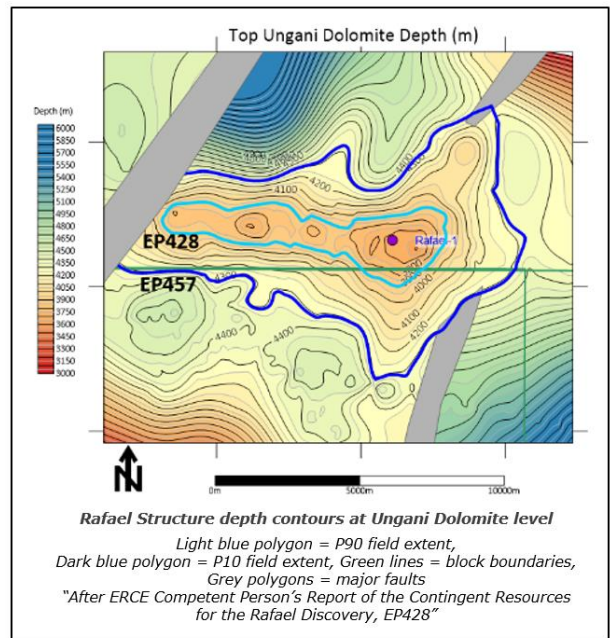 Top Ungani Dolomite Depth (m)
Depth (m)
6000
5850
5700
5550
5400
5250
5100
4950
4800
4650
4500
4350
4200
4050
3900
3750
3600
3450
3300
3150
3000
4400
4200
4100
4200
EP428
Rafael-1
EP457
4300
4000
4100
4200
4400
4400
N
0m
5000m
10000m
Rafael Structure depth contours at Ungani Dolomite level
Light blue polygon = P90 field extent,
Dark blue polygon = P10 field extent, Green lines = block boundaries,
Grey polygons = major faults
“After ERCE Competent Person’s Report of the Contingent Resources
for the Rafael Discovery, EP428”